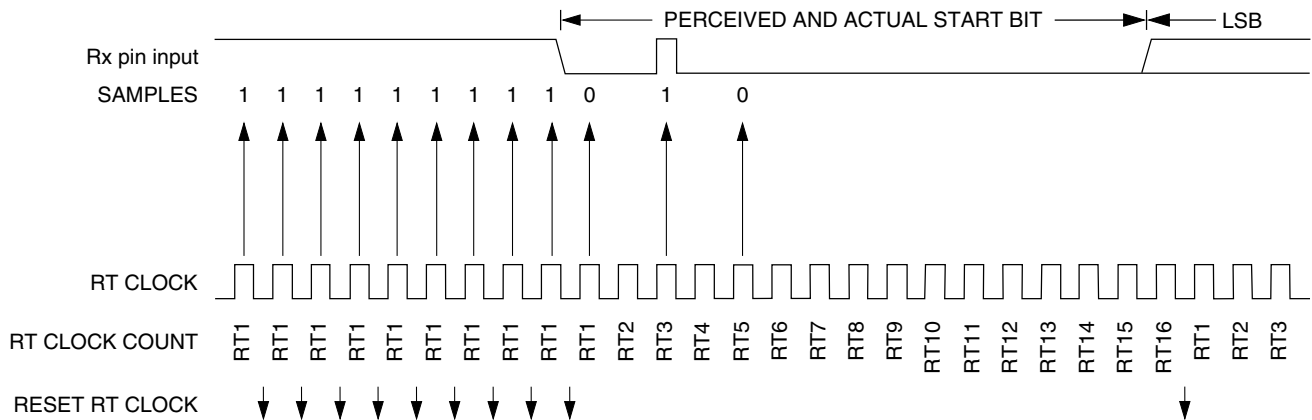 PERCEIVED AND ACTUAL START BIT LSB
Rx pin input
SAMPLES 1 1 1 1 1 1 1 1 1 0 1 0
RT CLOCK
RT CLOCK COUNT RT1 RT1 RT1 RT1 RT1 RT1 RT1 RT1 RT1 RT1 RT2 RT3 RT4 RT5 RT6 RT7 RT8 RT9 RT10 RT11 RT12 RT13 RT14 RT15 RT16 RT1 RT2 RT3
RESET RT CLOCK